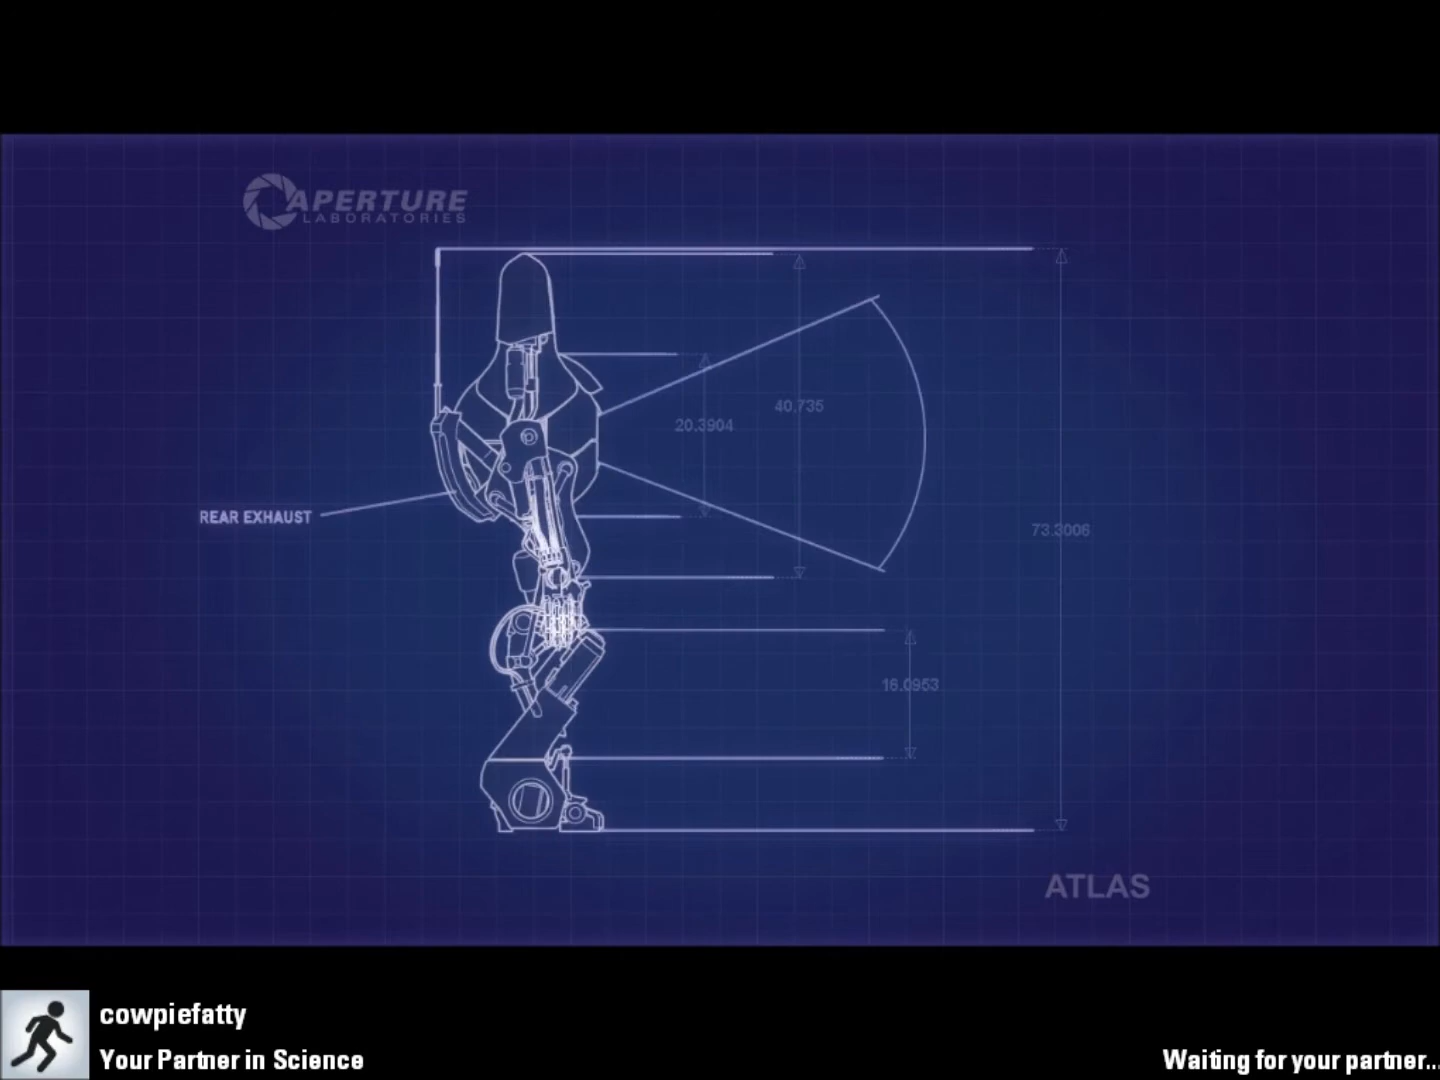 APERTURE
LABORATORIES
40.735
20.3904
REAR EXHAUST
73.3006
16.0953
ATLAS
cowpiefatty
Your Partner in Science
Waiting for your partner...